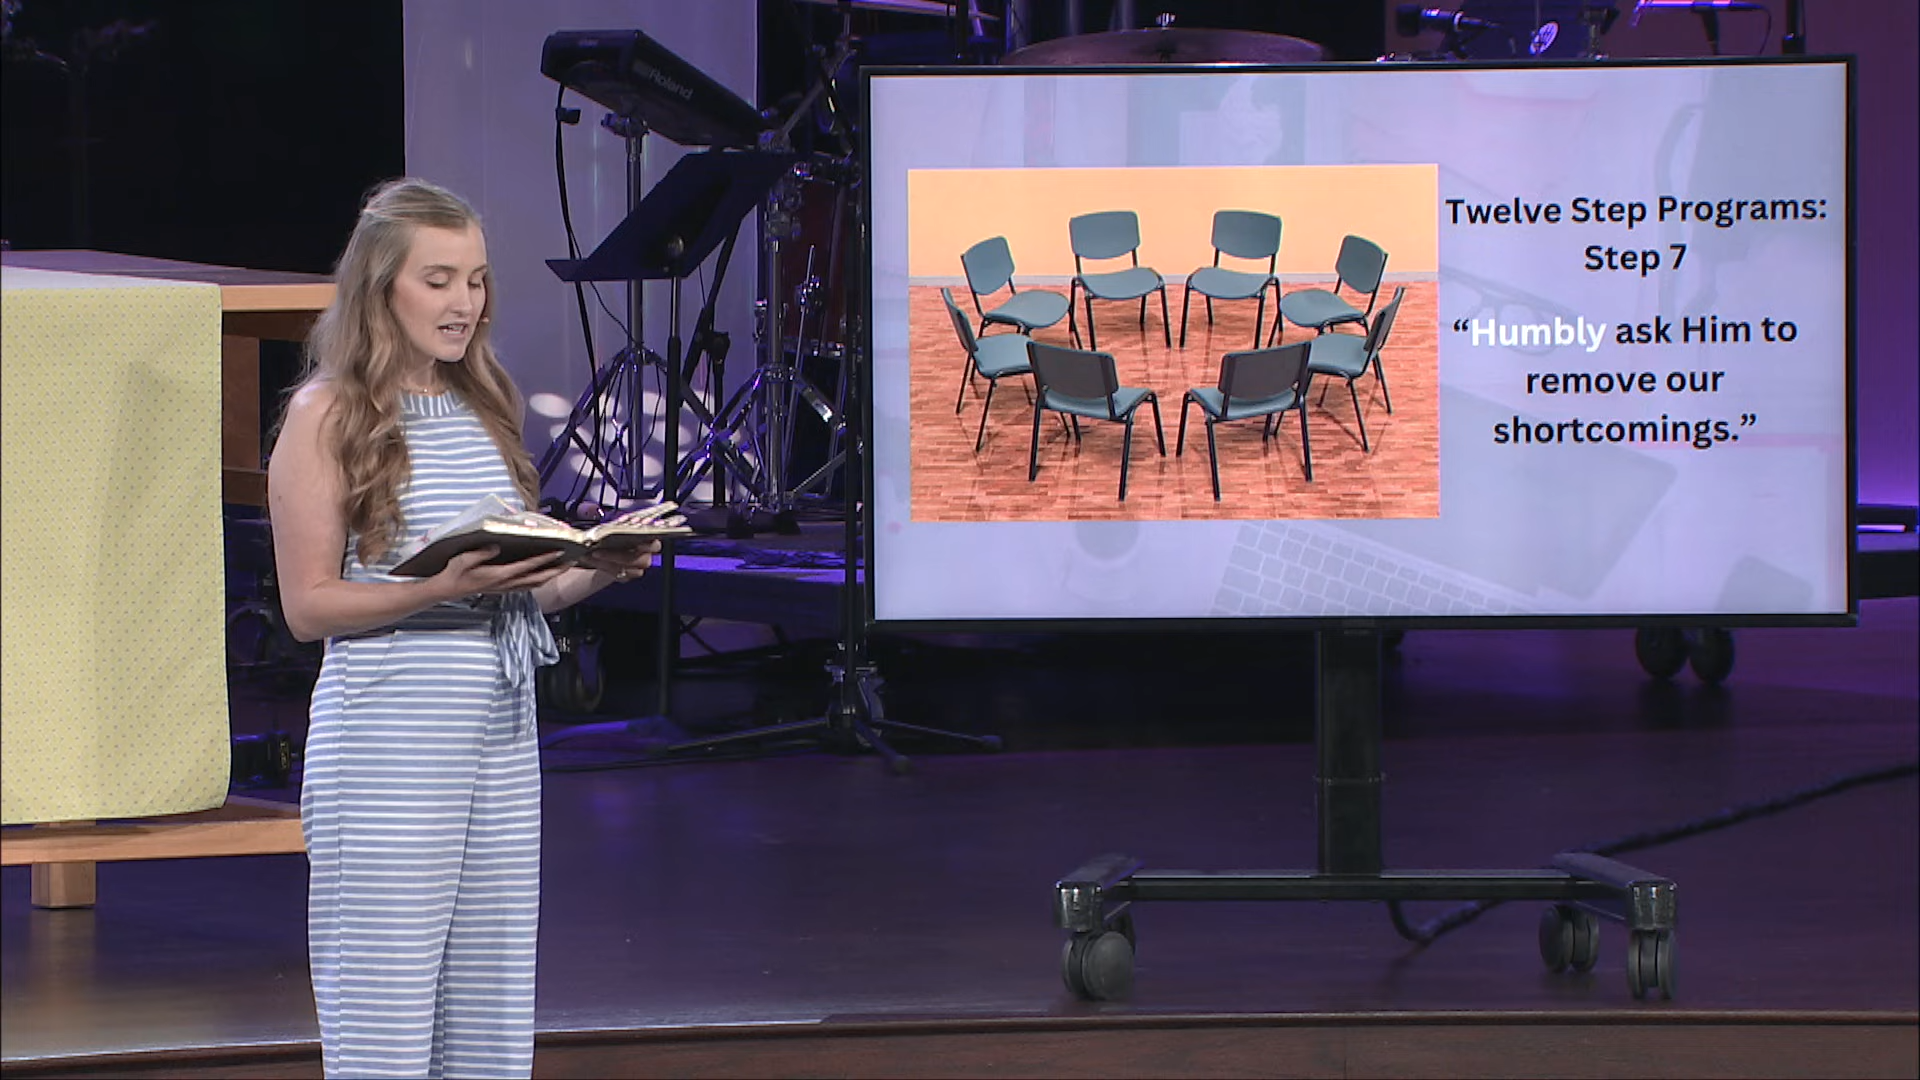 Roland
Twelve Step Programs:
Step 7
“Humbly ask Him to
remove our
shortcomings.”